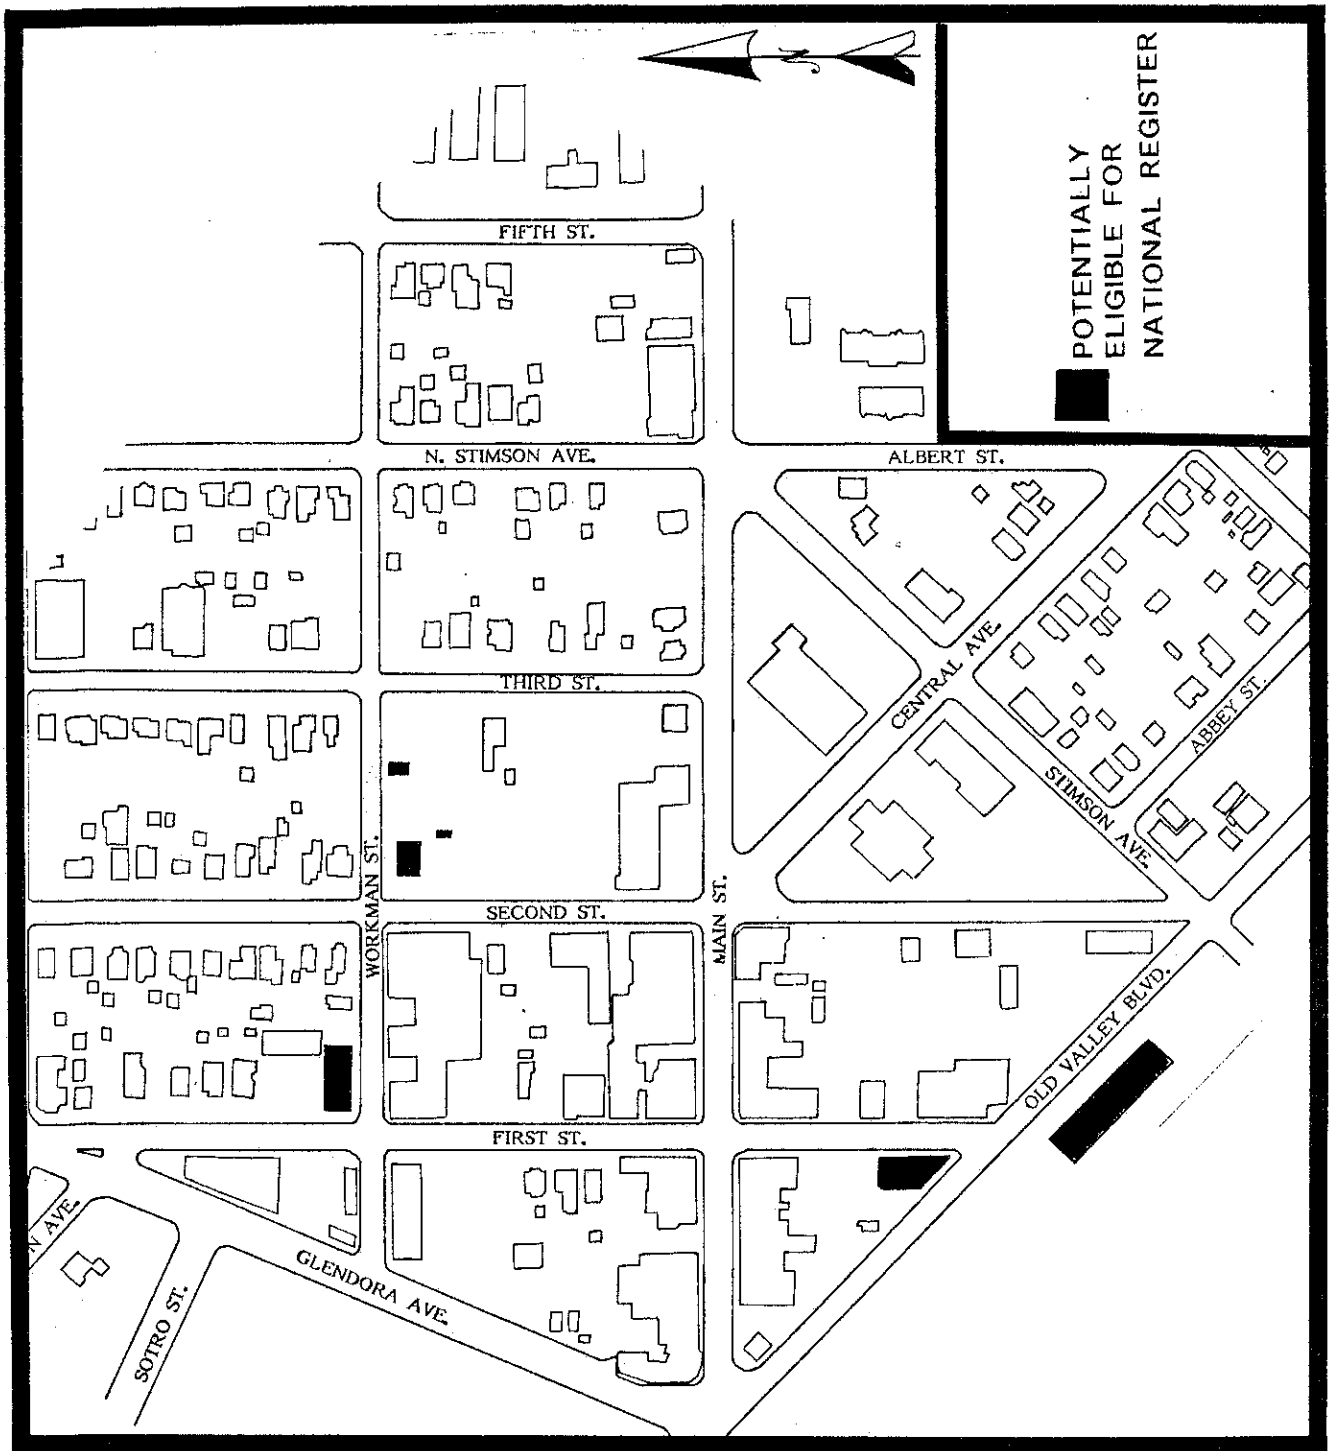 POTENTIALLY
ELIGIBLE FOR
NATIONAL REGISTER
FIFTH ST.
N. STIMSON AVE.
ALBERT ST.
THIRD ST.
CENTRAL AVE.
ABBEY ST.
STIMSON AVE.
WORKMAN ST.
SECOND ST.
MAIN ST.
OLD VALLEY BLVD.
FIRST ST.
N AVE.
GLENDORA AVE.
SOTRO ST.